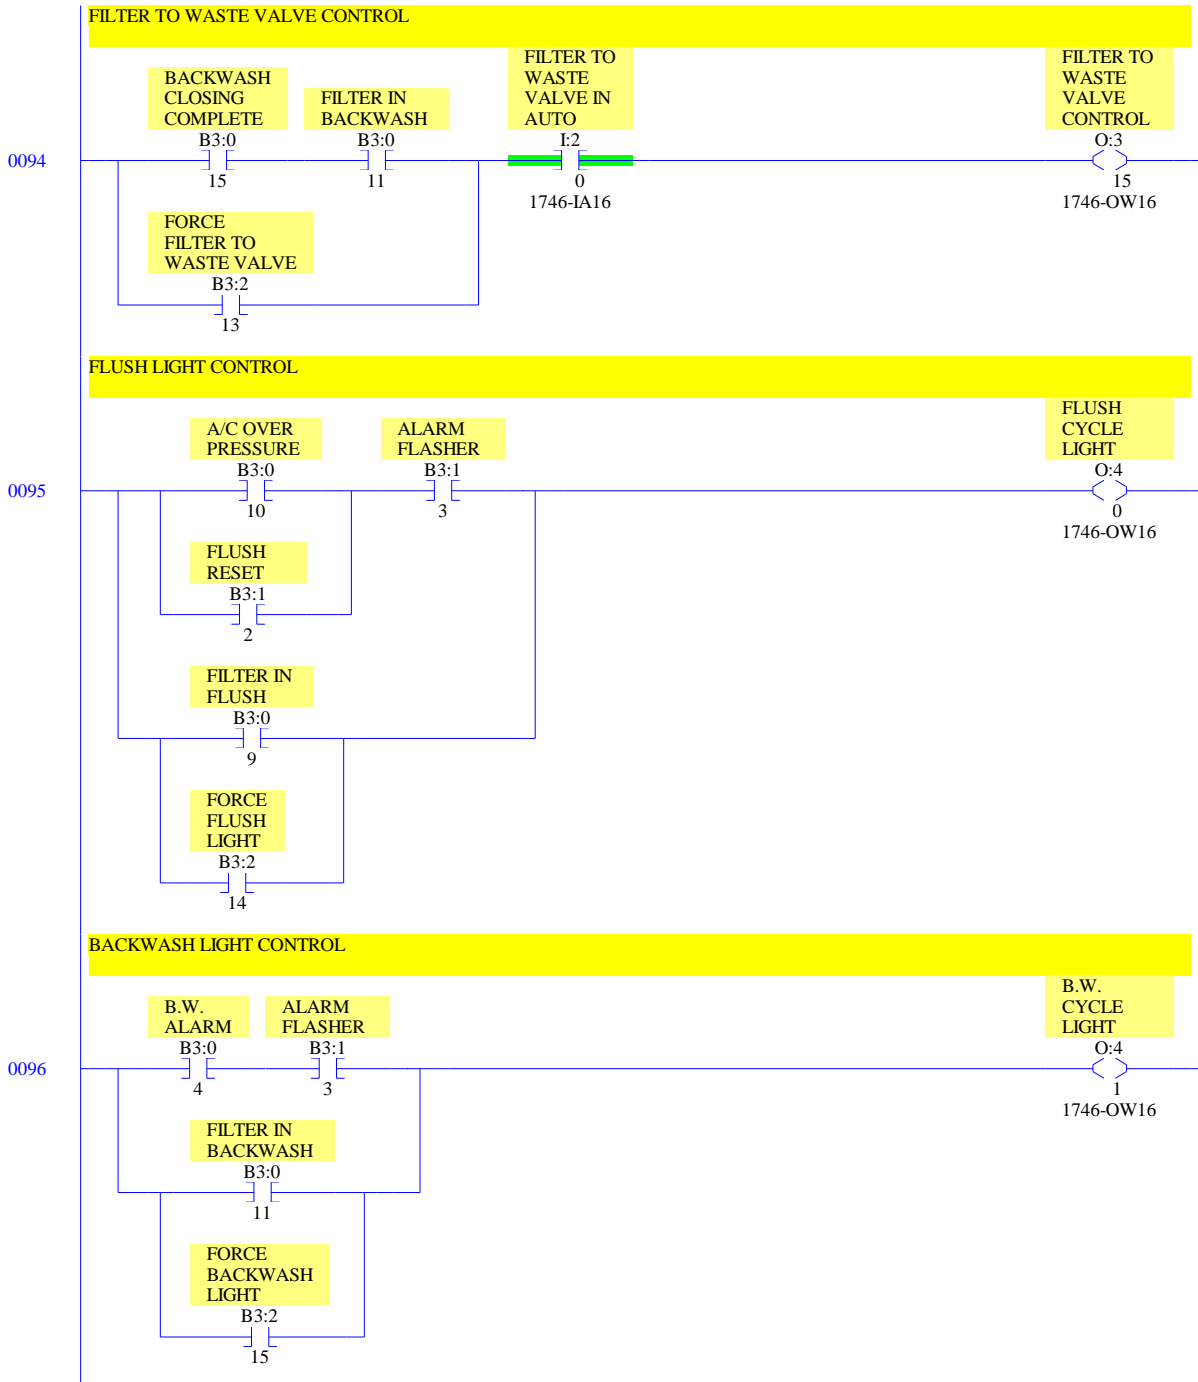 FILTER TO WASTE VALVE CONTROL
BACKWASH
CLOSING
COMPLETE
B3:0
15
FILTER IN
BACKWASH
B3:0
11
FILTER TO
WASTE
VALVE IN
AUTO
I:2
0
1746-IA16
FILTER TO
WASTE
VALVE
CONTROL
O:3
15
1746-OW16
0094
FORCE
FILTER TO
WASTE VALVE
B3:2
13
FLUSH LIGHT CONTROL
A/C OVER
PRESSURE
B3:0
10
ALARM
FLASHER
B3:1
3
FLUSH
CYCLE
LIGHT
O:4
0
1746-OW16
0095
FLUSH
RESET
B3:1
2
FILTER IN
FLUSH
B3:0
9
FORCE
FLUSH
LIGHT
B3:2
14
BACKWASH LIGHT CONTROL
B.W.
ALARM
B3:0
4
ALARM
FLASHER
B3:1
3
B.W.
CYCLE
LIGHT
O:4
1
1746-OW16
0096
FILTER IN
BACKWASH
B3:0
11
FORCE
BACKWASH
LIGHT
B3:2
15